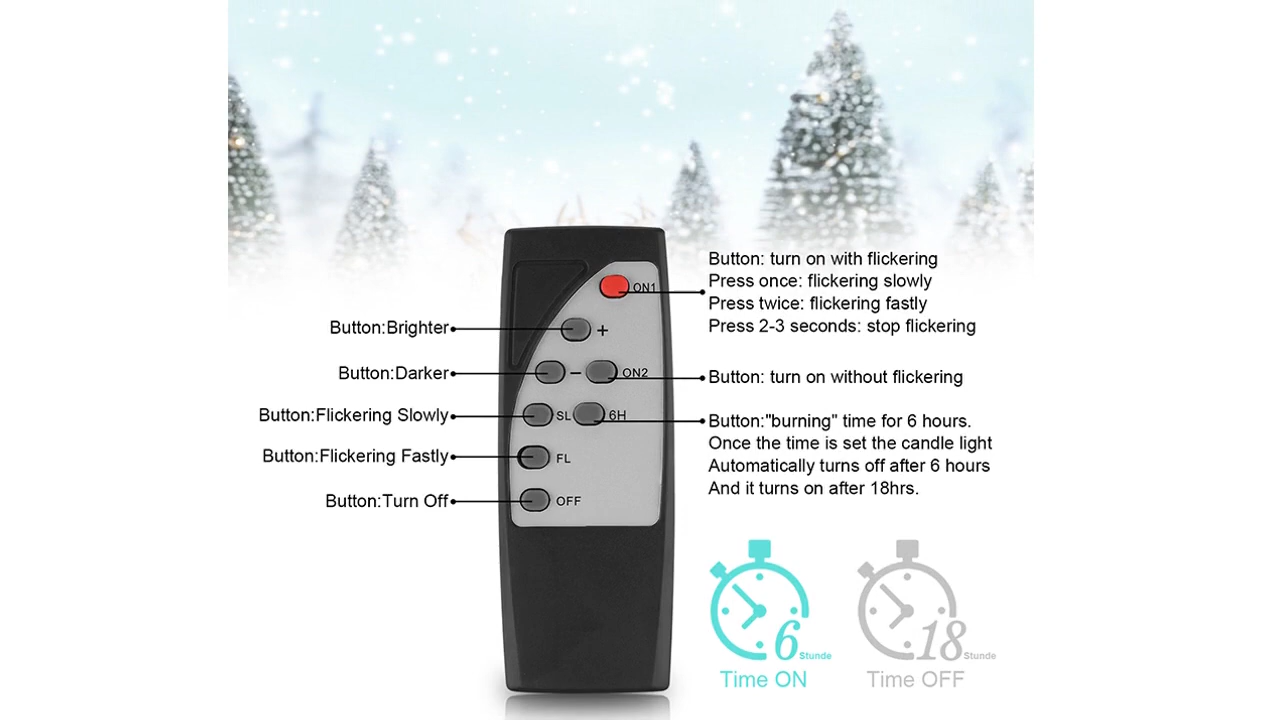 Button: turn on with flickering
Press once: flickering slowly
Press twice: flickering fastly
Press 2-3 seconds: stop flickering
ON1
Button:Brighter
+
Button:Darker
−
ON2
Button: turn on without flickering
Button:Flickering Slowly
SL
6H
Button:"burning" time for 6 hours.
Once the time is set the candle light
Automatically turns off after 6 hours
And it turns on after 18hrs.
Button:Flickering Fastly
FL
Button:Turn Off
OFF
6 Stunde
Time ON
18 Stunde
Time OFF